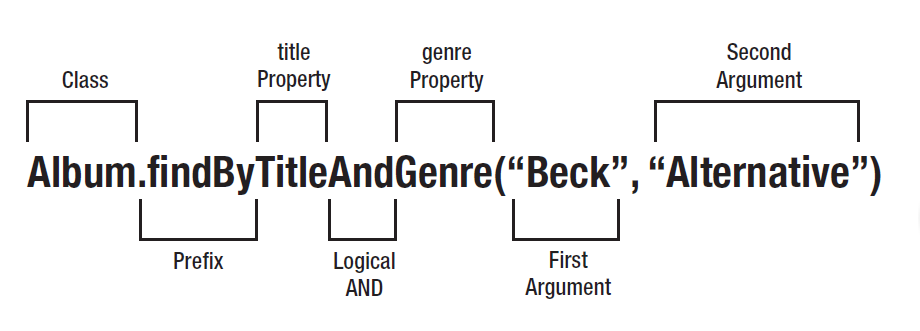 title
Property
genre
Property
Second
Argument
Class
Album.findByTitleAndGenre(“Beck”, “Alternative”)
Prefix
Logical
AND
First
Argument